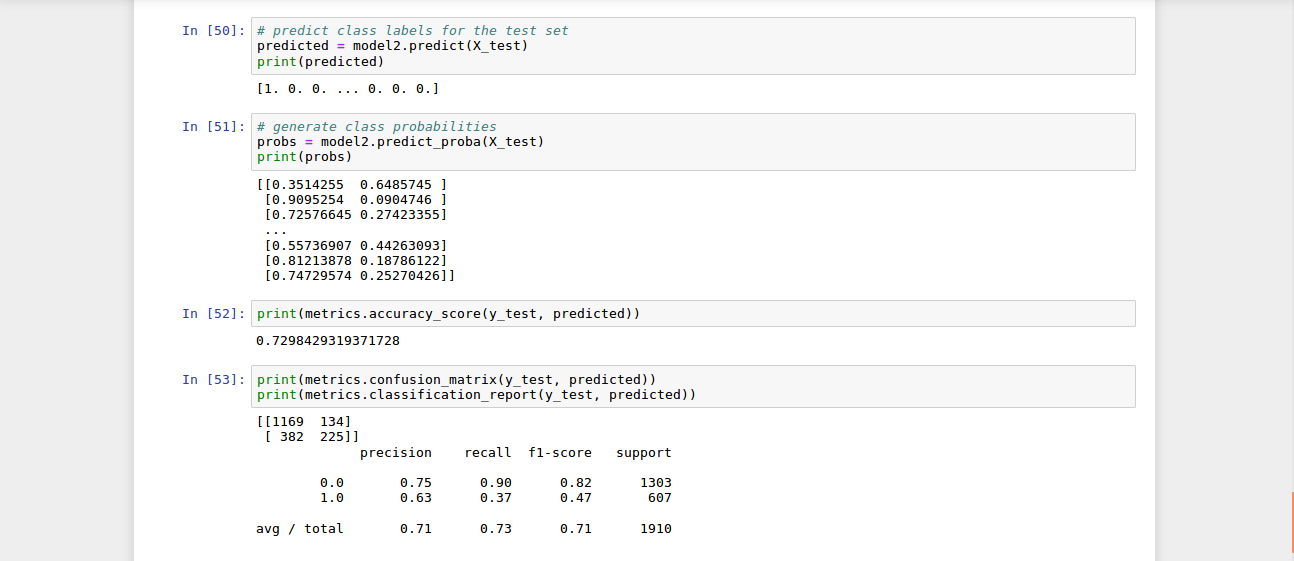 In [50]: # predict class labels for the test set
predicted = model2.predict(X_test)
print(predicted)
[1. 0. 0. ... 0. 0. 0.]
In [51]: # generate class probabilities
probs = model2.predict_proba(X_test)
print(probs)
[[0.3514255  0.6485745 ]
 [0.9095254  0.0904746 ]
 [0.72576645 0.27423355]
 ...
 [0.55736907 0.44263093]
 [0.81213878 0.18786122]
 [0.74729574 0.25270426]]
In [52]: print(metrics.accuracy_score(y_test, predicted))
0.7298429319371728
In [53]: print(metrics.confusion_matrix(y_test, predicted))
print(metrics.classification_report(y_test, predicted))
[[1169  134]
 [ 382  225]]
             precision    recall  f1-score   support
        0.0       0.75      0.90      0.82      1303
        1.0       0.63      0.37      0.47       607
avg / total       0.71      0.73      0.71      1910